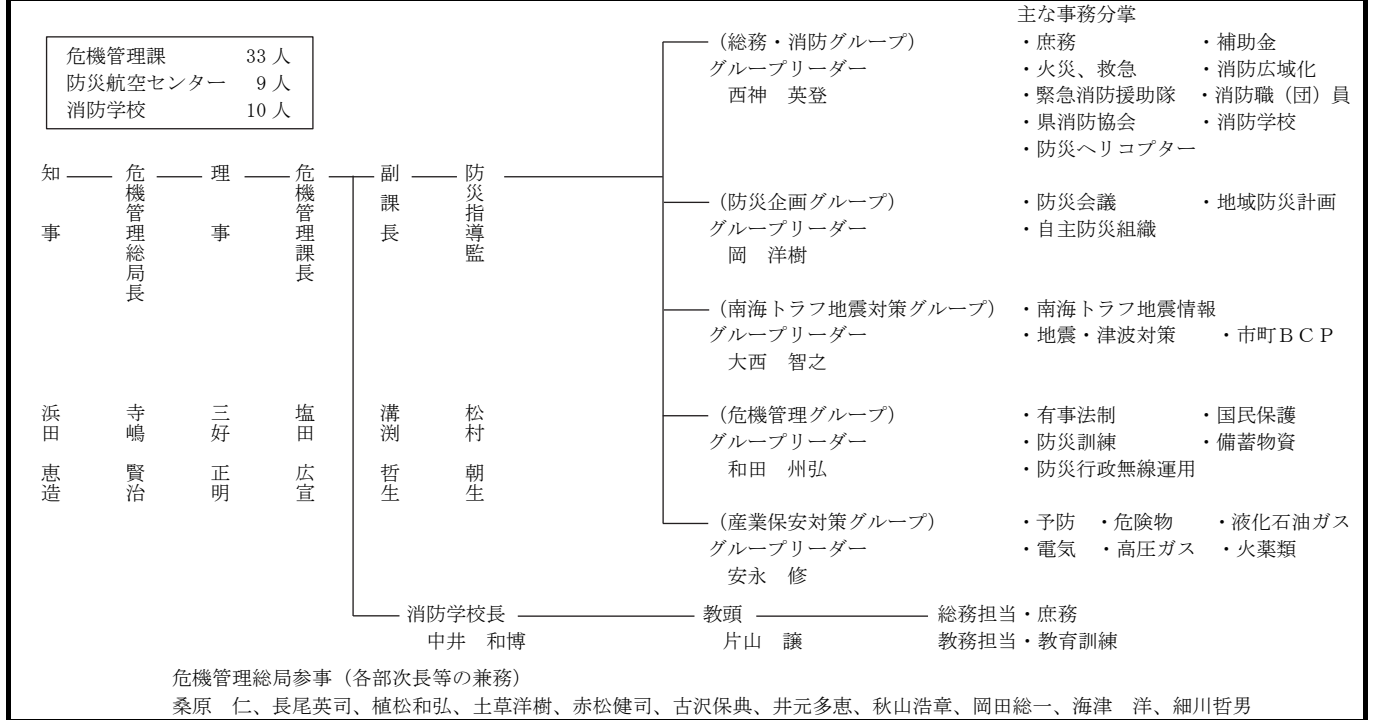 主な事務分掌
危機管理課　33人
防災航空センター　9人
消防学校　10人
（総務・消防グループ）
グループリーダー
西神　英登
・庶務　・補助金
・火災、救急　・消防広域化
・緊急消防援助隊　・消防職（団）員
・県消防協会　・消防学校
・防災ヘリコプター
知事
浜田　恵造
危機管理総局長
寺嶋　賢治
理事
三好　正明
危機管理課長
塩田　広宣
副課長
溝渕　哲生
防災指導監
松村　朝生
（防災企画グループ）
グループリーダー
岡　洋樹
・防災会議　・地域防災計画
・自主防災組織
（南海トラフ地震対策グループ）
グループリーダー
大西　智之
・南海トラフ地震情報
・地震・津波対策　・市町ＢＣＰ
（危機管理グループ）
グループリーダー
和田　州弘
・有事法制　・国民保護
・防災訓練　・備蓄物資
・防災行政無線運用
（産業保安対策グループ）
グループリーダー
安永　修
・予防　・危険物　・液化石油ガス
・電気　・高圧ガス　・火薬類
消防学校長　教頭　総務担当・庶務
中井　和博　片山　譲　教務担当・教育訓練
危機管理総局参事（各部次長等の兼務）
桑原　仁、長尾英司、植松和弘、土草洋樹、赤松健司、古沢保典、井元多恵、秋山浩章、岡田総一、海津　洋、細川哲男